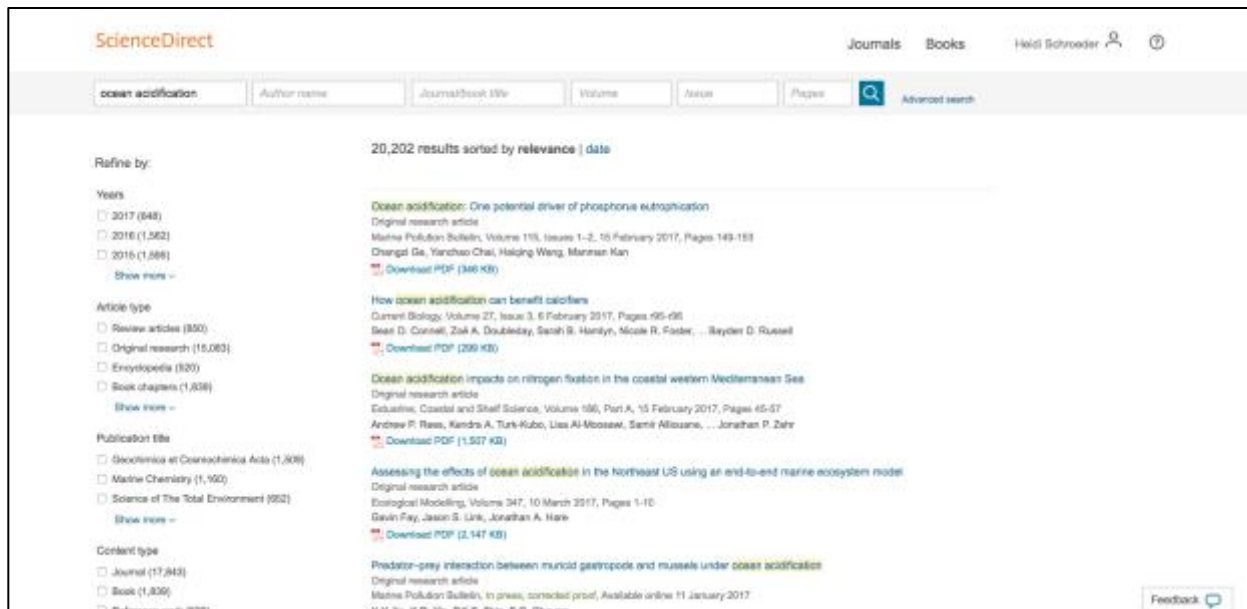 ScienceDirect
Journals Books Heidi Schroeder
ocean acidification Author name Journal/book title Volume Issue Pages Advanced search
20,202 results sorted by relevance | date
Refine by:
Years
2017 (648)
2016 (1,562)
2015 (1,566)
Show more
Article type
Review articles (850)
Original research (15,083)
Encyclopedia (520)
Book chapters (1,839)
Show more
Publication title
Geochimica et Cosmochimica Acta (1,509)
Marine Chemistry (1,160)
Science of The Total Environment (652)
Show more
Content type
Journal (17,843)
Book (1,839)
Ocean acidification: One potential driver of phosphorus eutrophication
Original research article
Marine Pollution Bulletin, Volume 115, Issues 1–2, 15 February 2017, Pages 149-153
Changzi Ge, Yanchao Chai, Haiqing Wang, Manman Kan
Download PDF (346 KB)
How ocean acidification can benefit calcifiers
Current Biology, Volume 27, Issue 3, 6 February 2017, Pages r95-r96
Sean D. Connell, Zoë A. Doubleday, Sarah B. Hamlyn, Nicole R. Foster, ... Bayden D. Russell
Download PDF (299 KB)
Ocean acidification impacts on nitrogen fixation in the coastal western Mediterranean Sea
Original research article
Estuarine, Coastal and Shelf Science, Volume 186, Part A, 15 February 2017, Pages 45-57
Andrew P. Rees, Kendra A. Turk-Kubo, Lisa Al-Moosawi, Samir Alliouane, ... Jonathan P. Zehr
Download PDF (1,507 KB)
Assessing the effects of ocean acidification in the Northeast US using an end-to-end marine ecosystem model
Original research article
Ecological Modelling, Volume 347, 10 March 2017, Pages 1-10
Gavin Fay, Jason S. Link, Jonathan A. Hare
Download PDF (2,147 KB)
Predator–prey interaction between muricid gastropods and mussels under ocean acidification
Original research article
Marine Pollution Bulletin, In press, corrected proof, Available online 11 January 2017
Feedback